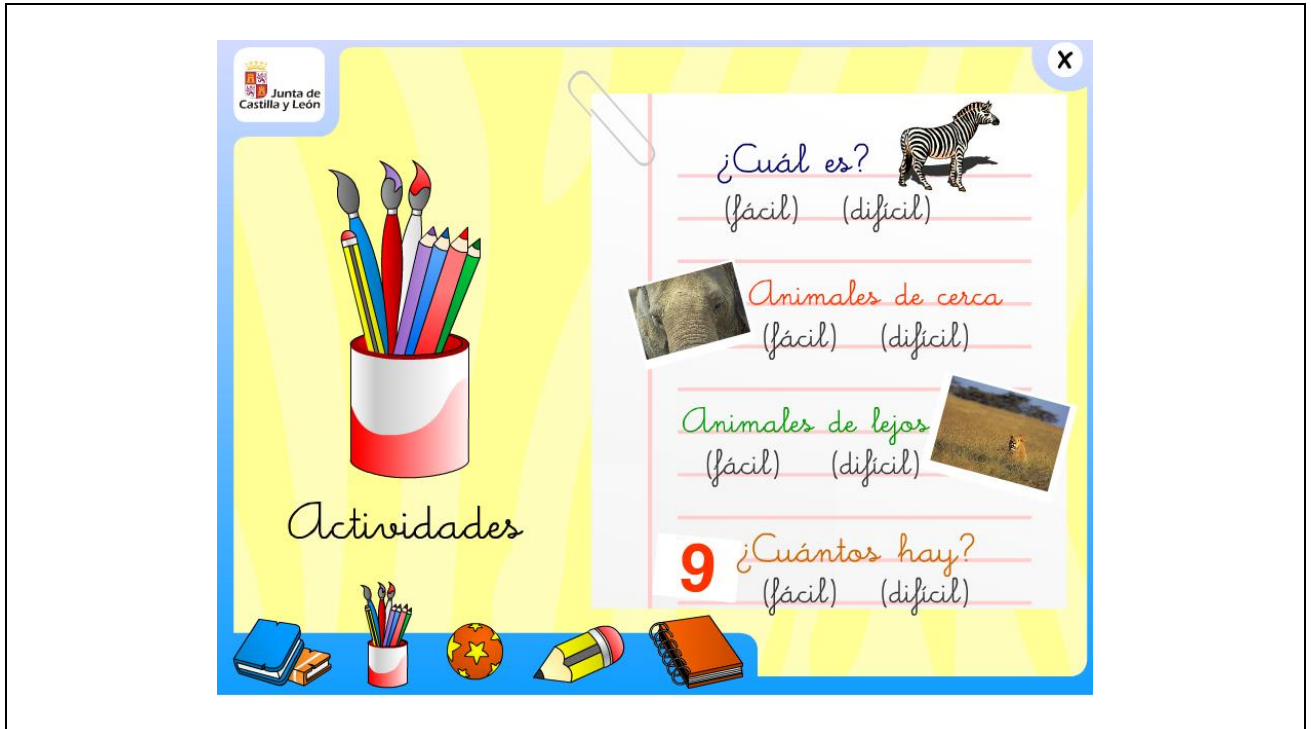 Junta de
Castilla y León
X
¿Cuál es?
(fácil) (difícil)
Animales de cerca
(fácil) (difícil)
Animales de lejos
(fácil) (difícil)
9 ¿Cuántos hay?
(fácil) (difícil)
Actividades